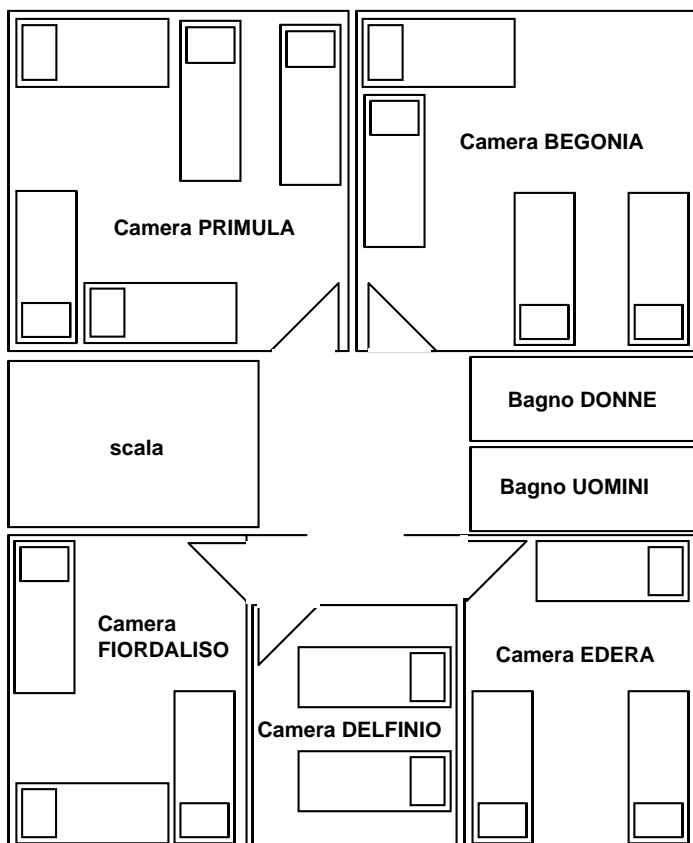 Camera BEGONIA
Camera PRIMULA
Bagno DONNE
scala
Bagno UOMINI
Camera
FIORDALISO
Camera EDERA
Camera DELFINIO